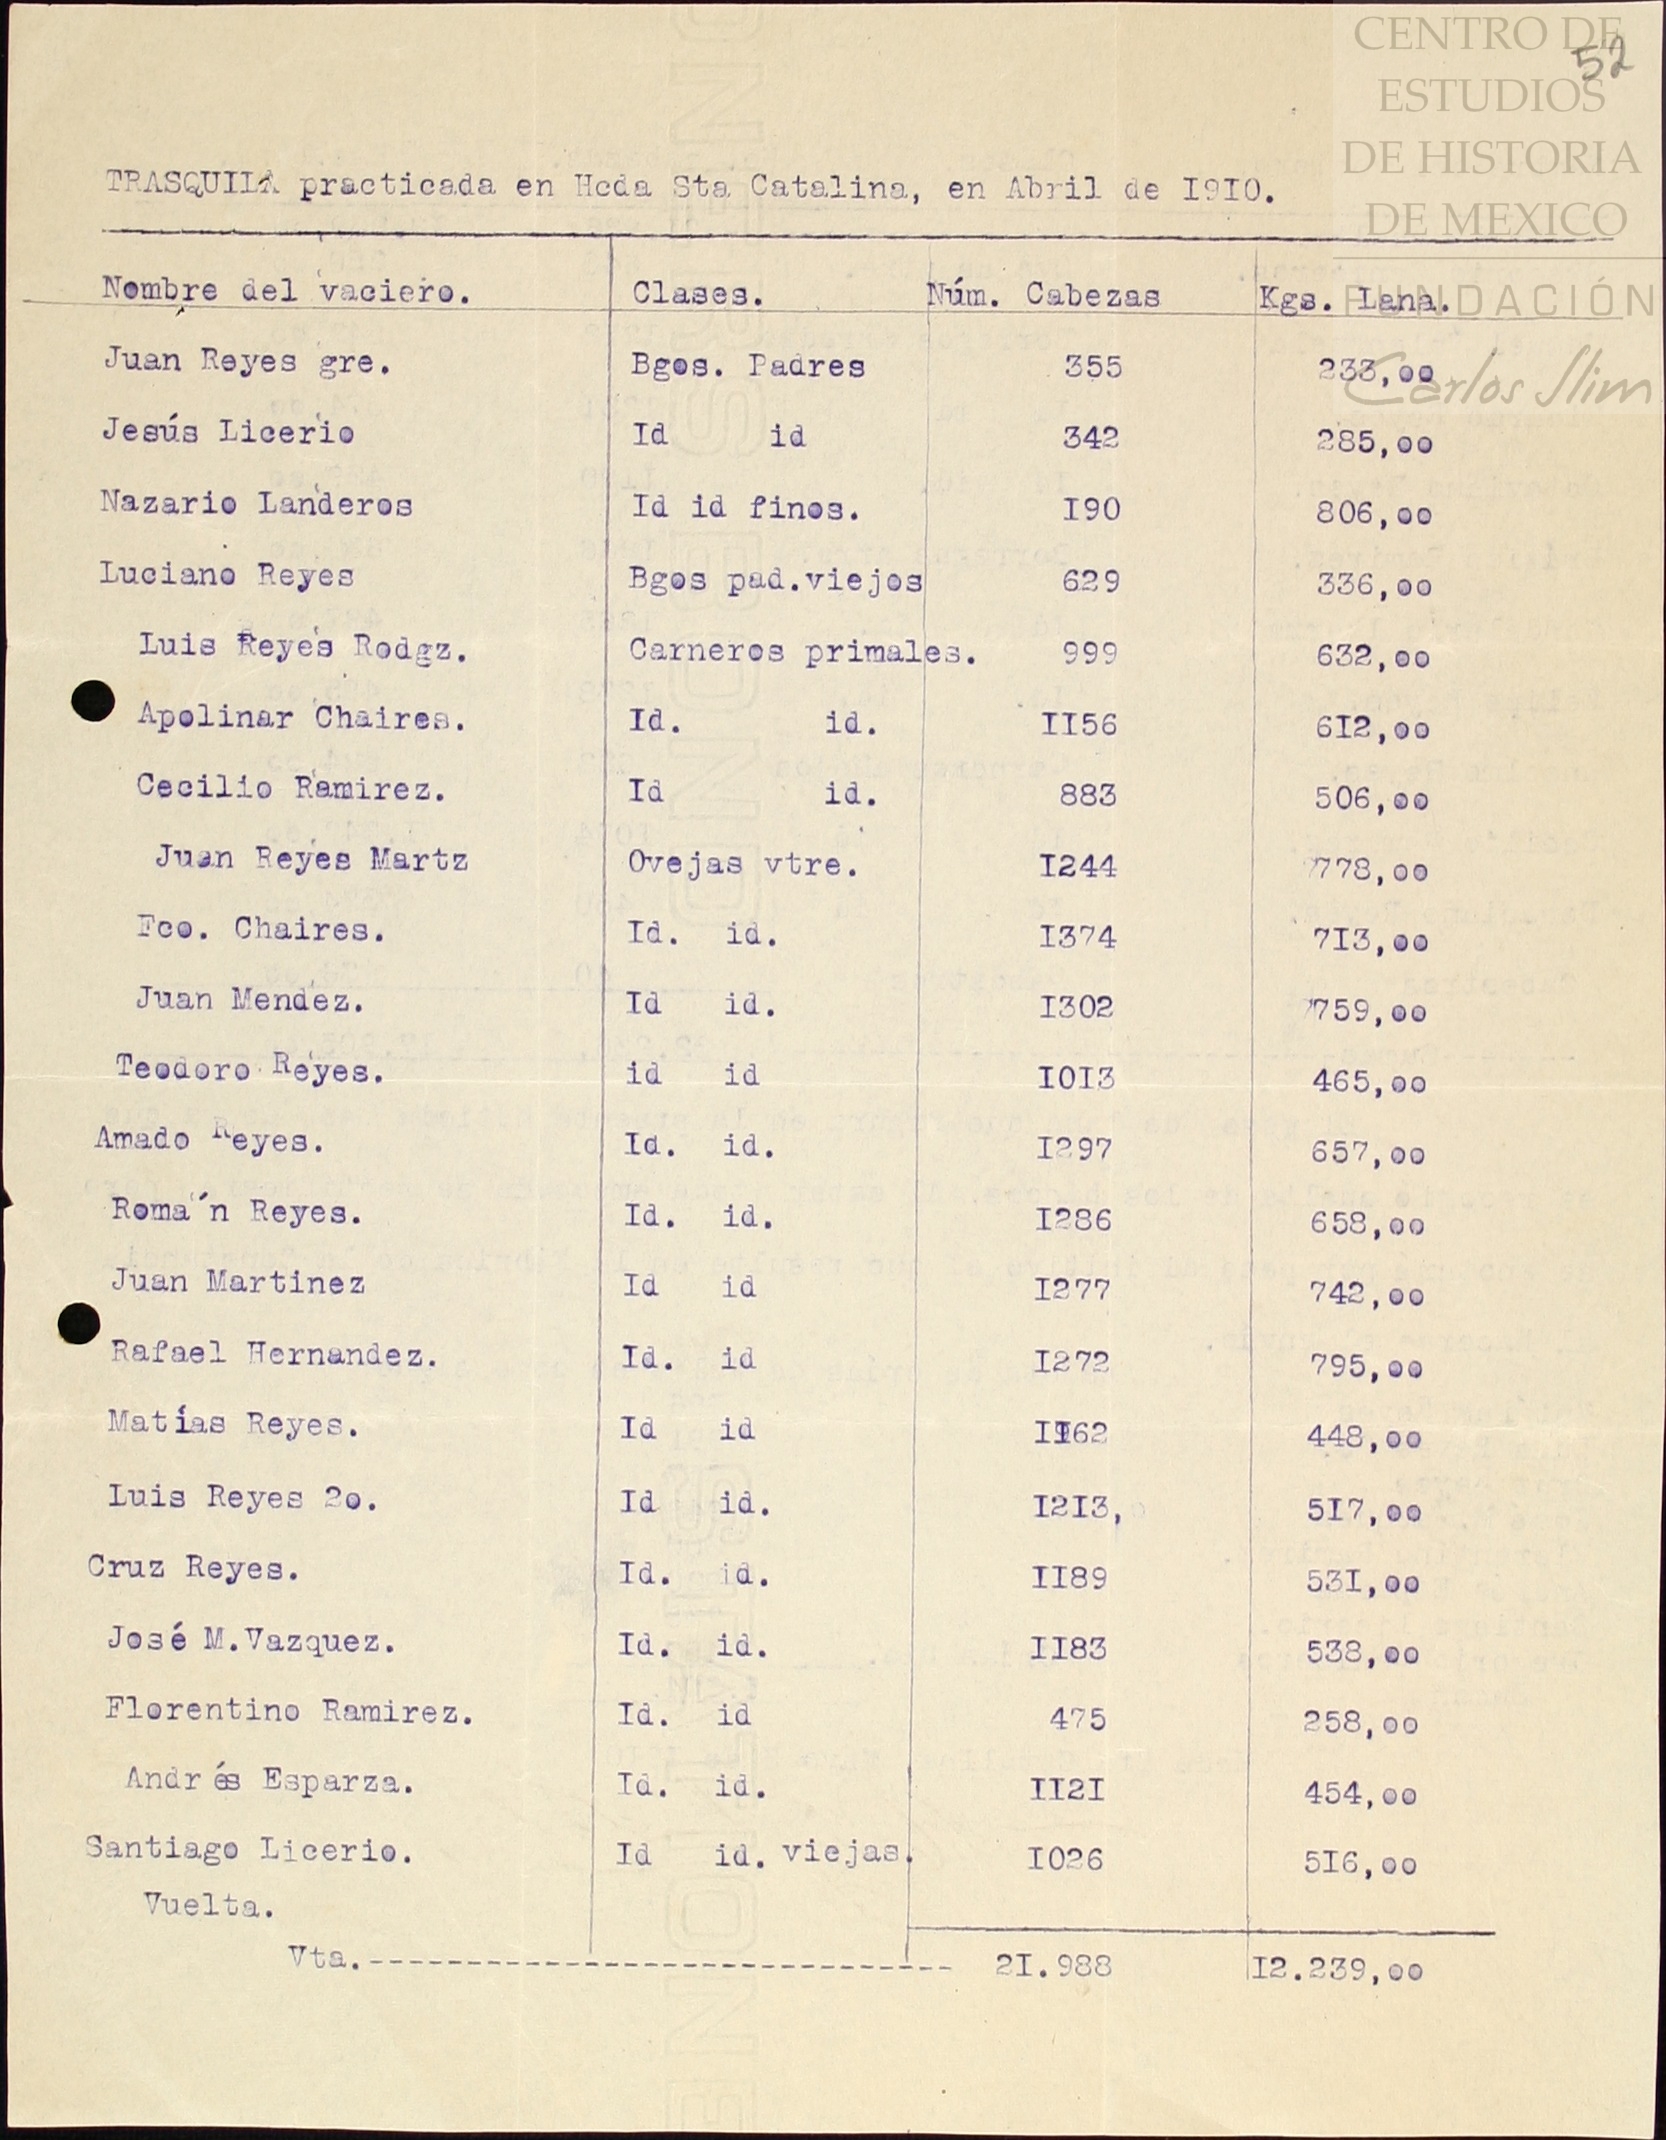 CENTRO DE
ESTUDIOS
DE HISTORIA
DE MEXICO
FUNDACIÓN
Carlos Slim
52
TRASQUILA practicada en Hcda Sta Catalina, en Abril de I9I0.
Nombre del vaciero. Clases. Núm. Cabezas Kgs. Lana.
Juan Reyes gre. Bgos. Padres 355 233,00
Jesús Licerio Id id 342 285,00
Nazario Landeros Id id finos. I90 806,00
Luciano Reyes Bgos pad.viejos 629 336,00
Luis Reyes Rodgz. Carneros primales. 999 632,00
Apolinar Chaires. Id. id. II56 6I2,00
Cecilio Ramirez. Id id. 883 506,00
Juan Reyes Martz Ovejas vtre. I244 778,00
Fco. Chaires. Id. id. I374 7I3,00
Juan Mendez. Id id. I302 759,00
Teodoro Reyes. id id I0I3 465,00
Amado Reyes. Id. id. I297 657,00
Román Reyes. Id. id. I286 658,00
Juan Martinez Id id I277 742,00
Rafael Hernandez. Id. id I272 795,00
Matías Reyes. Id id II62 448,00
Luis Reyes 2o. Id id. I2I3, 5I7,00
Cruz Reyes. Id. id. II89 53I,00
José M.Vazquez. Id. id. II83 538,00
Florentino Ramirez. Id. id 475 258,00
Andrés Esparza. Id. id. II2I 454,00
Santiago Licerio. Id id. viejas. I026 5I6,00
Vuelta.
Vta.------------------------------ 2I.988 I2.239,00